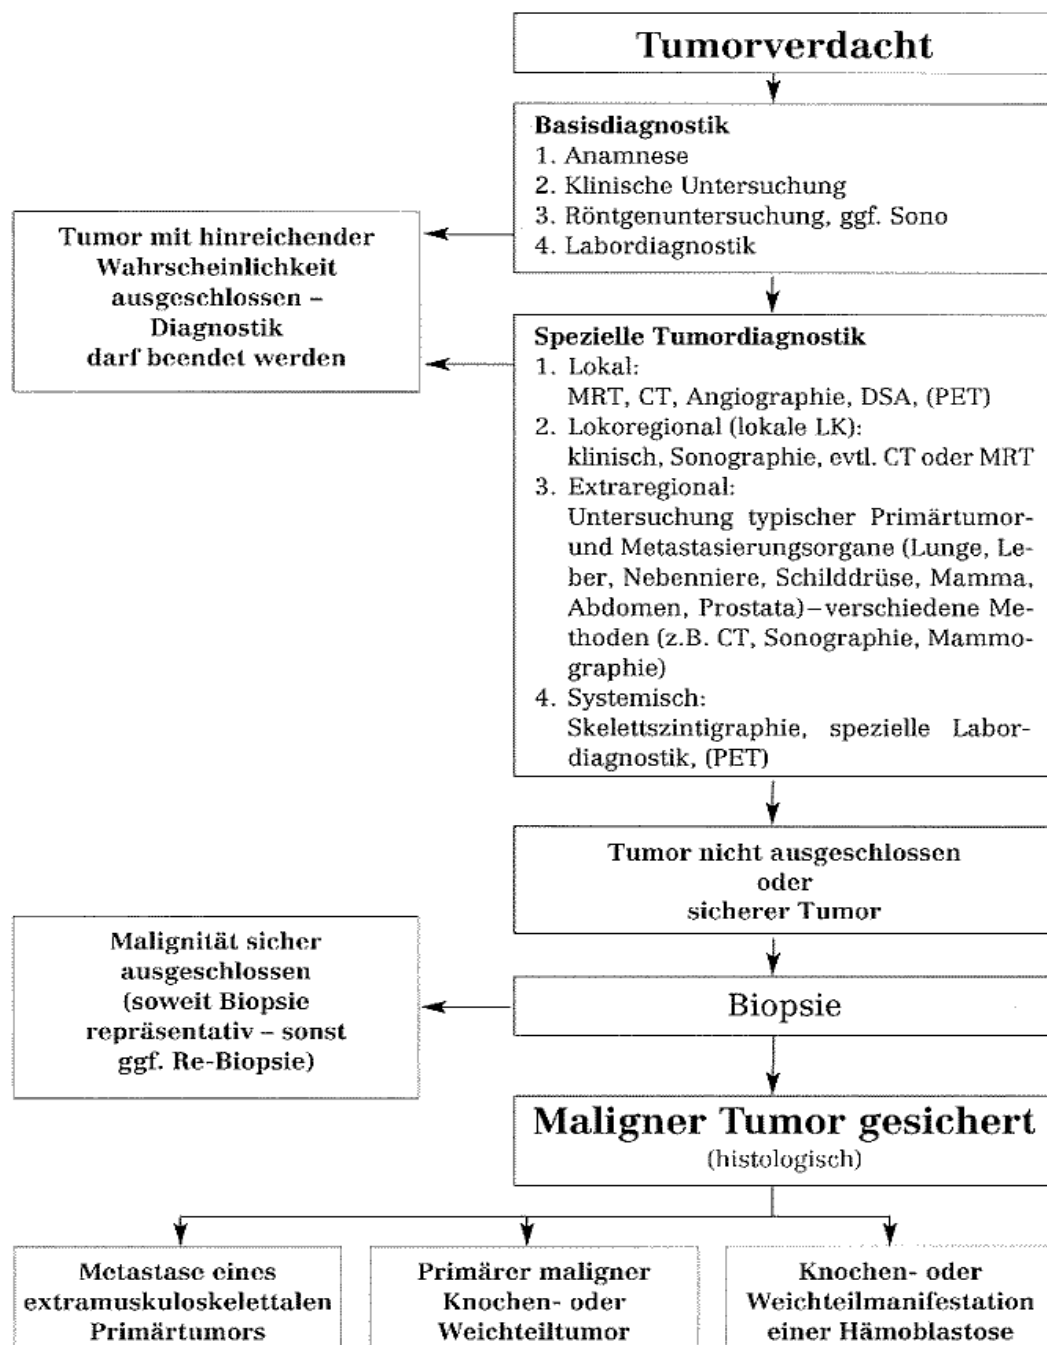 Tumorverdacht
Basisdiagnostik
1. Anamnese
2. Klinische Untersuchung
3. Röntgenuntersuchung, ggf. Sono
4. Labordiagnostik
Tumor mit hinreichender
Wahrscheinlichkeit
ausgeschlossen –
Diagnostik
darf beendet werden
Spezielle Tumordiagnostik
1. Lokal:
MRT, CT, Angiographie, DSA, (PET)
2. Lokoregional (lokale LK):
klinisch, Sonographie, evtl. CT oder MRT
3. Extraregional:
Untersuchung typischer Primärtumor-
und Metastasierungsorgane (Lunge, Le-
ber, Nebenniere, Schilddrüse, Mamma,
Abdomen, Prostata)–verschiedene Me-
thoden (z.B. CT, Sonographie, Mammo-
graphie)
4. Systemisch:
Skelettszintigraphie, spezielle Labor-
diagnostik, (PET)
Tumor nicht ausgeschlossen
oder
sicherer Tumor
Malignität sicher
ausgeschlossen
(soweit Biopsie
repräsentativ – sonst
ggf. Re-Biopsie)
Biopsie
Maligner Tumor gesichert
(histologisch)
Metastase eines
extramuskuloskelettalen
Primärtumors
Primärer maligner
Knochen- oder
Weichteiltumor
Knochen- oder
Weichteilmanifestation
einer Hämoblastose